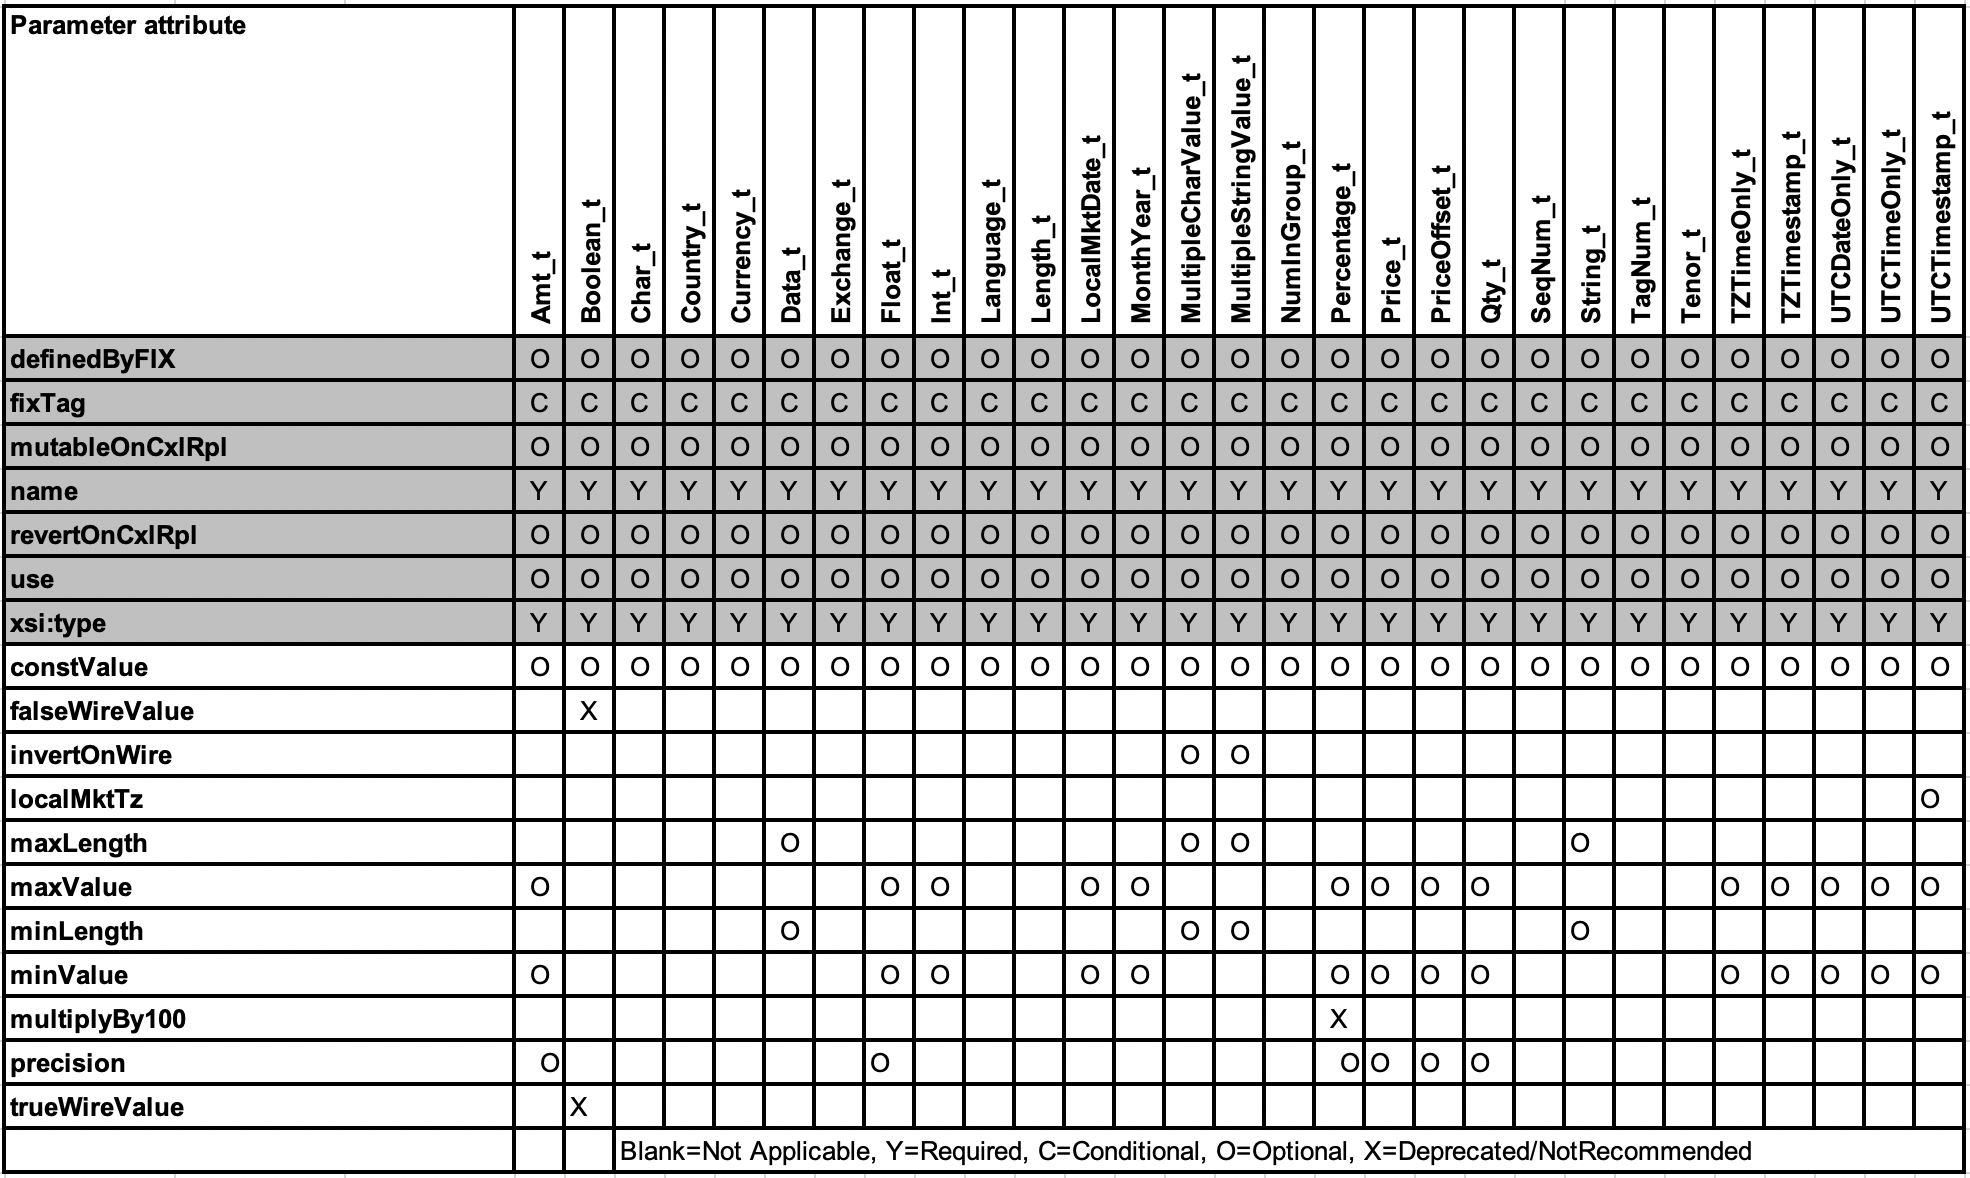 Parameter attribute Amt_t Boolean_t Char_t Country_t Currency_t Data_t Exchange_t Float_t Int_t Language_t Length_t LocalMktDate_t MonthYear_t MultipleCharValue_t MultipleStringValue_t NumInGroup_t Percentage_t Price_t PriceOffset_t Qty_t SeqNum_t String_t TagNum_t Tenor_t TZTimeOnly_t TZTimestamp_t UTCDateOnly_t UTCTimeOnly_t UTCTimestamp_t
definedByFIX O O O O O O O O O O O O O O O O O O O O O O O O O O O O O
fixTag C C C C C C C C C C C C C C C C C C C C C C C C C C C C C
mutableOnCxlRpl O O O O O O O O O O O O O O O O O O O O O O O O O O O O O
name Y Y Y Y Y Y Y Y Y Y Y Y Y Y Y Y Y Y Y Y Y Y Y Y Y Y Y Y Y
revertOnCxlRpl O O O O O O O O O O O O O O O O O O O O O O O O O O O O O
use O O O O O O O O O O O O O O O O O O O O O O O O O O O O O
xsi:type Y Y Y Y Y Y Y Y Y Y Y Y Y Y Y Y Y Y Y Y Y Y Y Y Y Y Y Y Y
constValue O O O O O O O O O O O O O O O O O O O O O O O O O O O O O
falseWireValue X
invertOnWire O O
localMktTz O
maxLength O O O O
maxValue O O O O O O O O O O O O O O
minLength O O O O
minValue O O O O O O O O O O O O O O
multiplyBy100 X
precision O O O O O O
trueWireValue X
Blank=Not Applicable, Y=Required, C=Conditional, O=Optional, X=Deprecated/NotRecommended